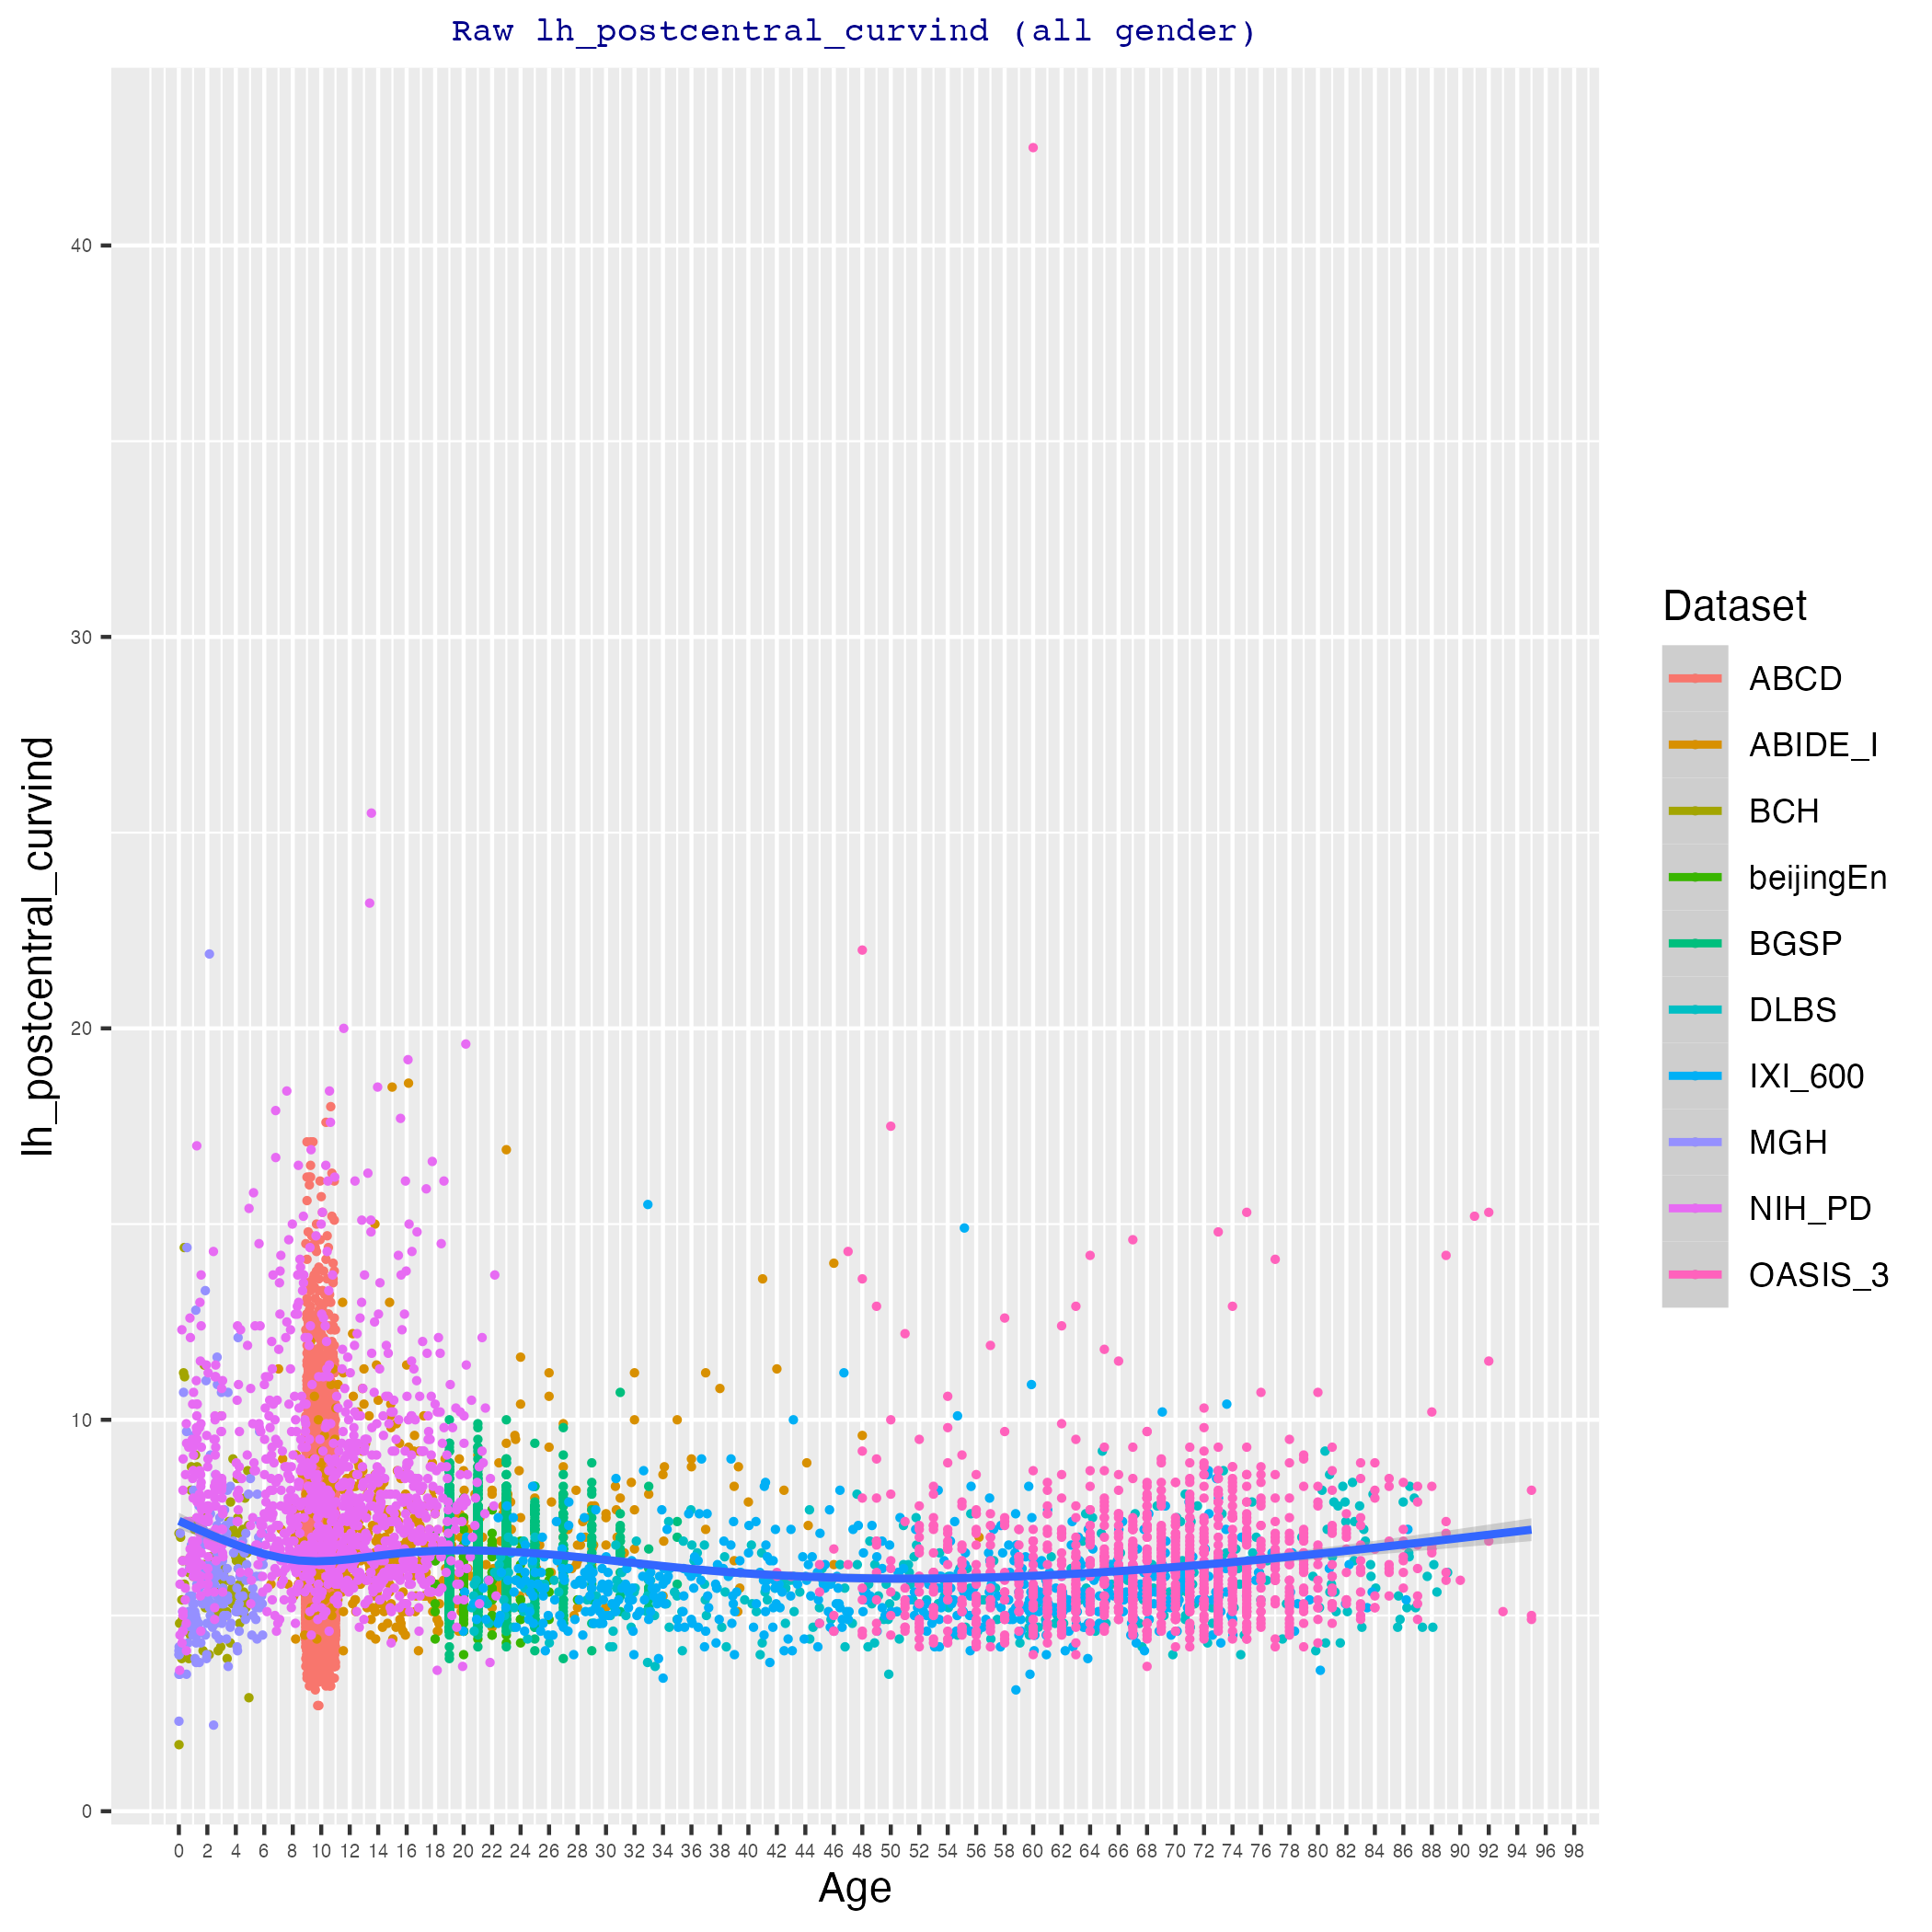 Raw lh_postcentral_curvind (all gender)
lh_postcentral_curvind
40
30
20
10
0
0 2 4 6 8 10 12 14 16 18 20 22 24 26 28 30 32 34 36 38 40 42 44 46 48 50 52 54 56 58 60 62 64 66 68 70 72 74 76 78 80 82 84 86 88 90 92 94 96 98
Age
Dataset
ABCD
ABIDE_I
BCH
beijingEn
BGSP
DLBS
IXI_600
MGH
NIH_PD
OASIS_3